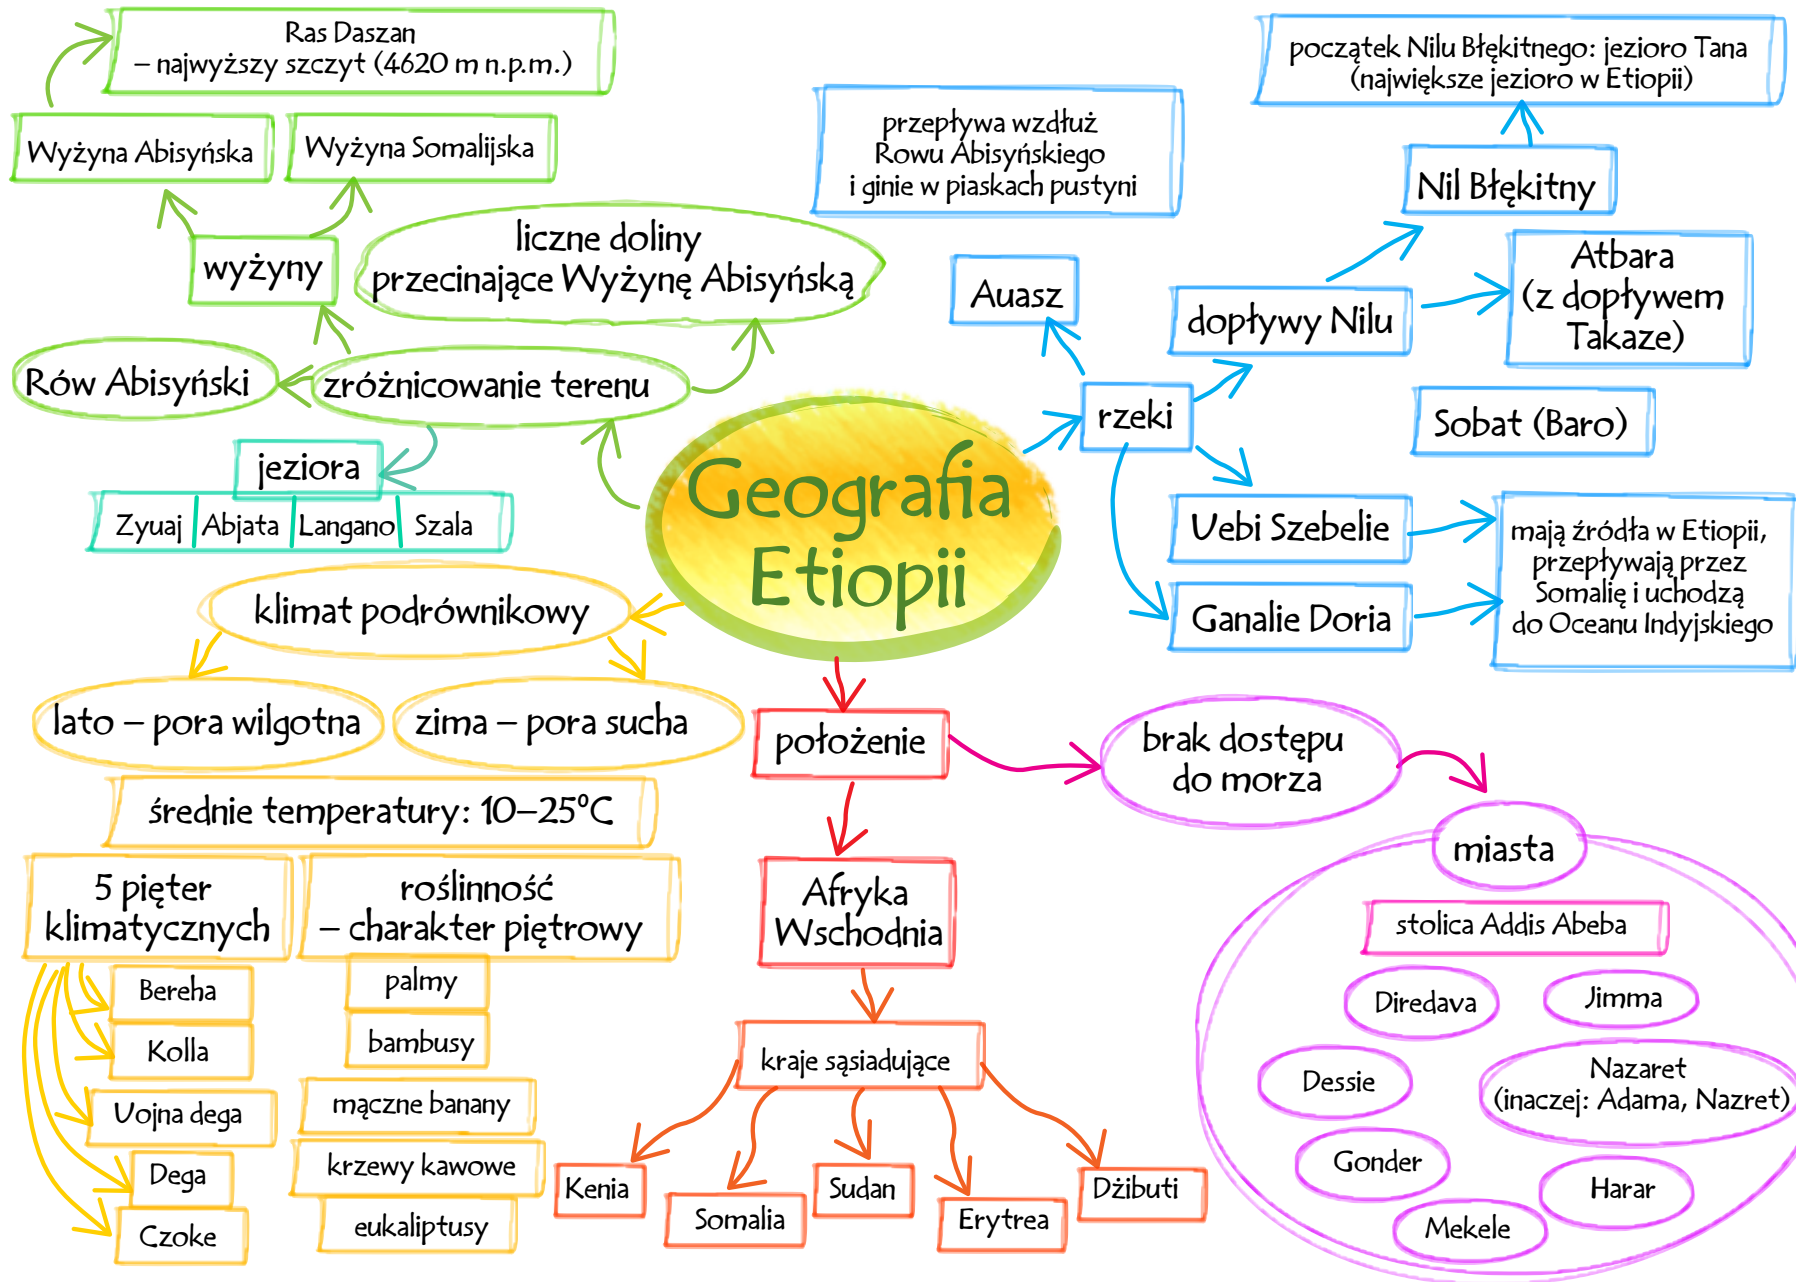 Ras Daszan
– najwyższy szczyt (4620 m n.p.m.)
Wyżyna Abisyńska
Wyżyna Somalijska
wyżyny
liczne doliny
przecinające Wyżynę Abisyńską
Rów Abisyński
zróżnicowanie terenu
jeziora
Zyuaj
Abjata
Langano
Szala
początek Nilu Błękitnego: jezioro Tana
(największe jezioro w Etiopii)
przepływa wzdłuż
Rowu Abisyńskiego
i ginie w piaskach pustyni
Nil Błękitny
Auasz
dopływy Nilu
Atbara
(z dopływem
Takaze)
rzeki
Sobat (Baro)
Uebi Szebelie
Ganalie Doria
mają źródła w Etiopii,
przepływają przez
Somalię i uchodzą
do Oceanu Indyjskiego
Geografia
Etiopii
klimat podrównikowy
lato – pora wilgotna
zima – pora sucha
średnie temperatury: 10–25°C
5 pięter
klimatycznych
roślinność
– charakter piętrowy
Bereha
Kolla
Uojna dega
Dega
Czoke
palmy
bambusy
mączne banany
krzewy kawowe
eukaliptusy
położenie
Afryka
Wschodnia
kraje sąsiadujące
Kenia
Somalia
Sudan
Erytrea
Dżibuti
brak dostępu
do morza
miasta
stolica Addis Abeba
Diredava
Jimma
Dessie
Nazaret
(inaczej: Adama, Nazret)
Gonder
Harar
Mekele